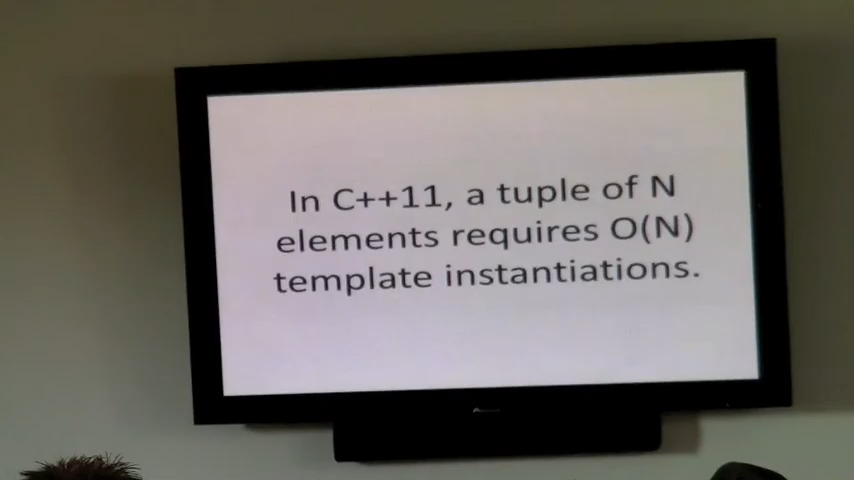 In C++11, a tuple of N
elements requires O(N)
template instantiations.